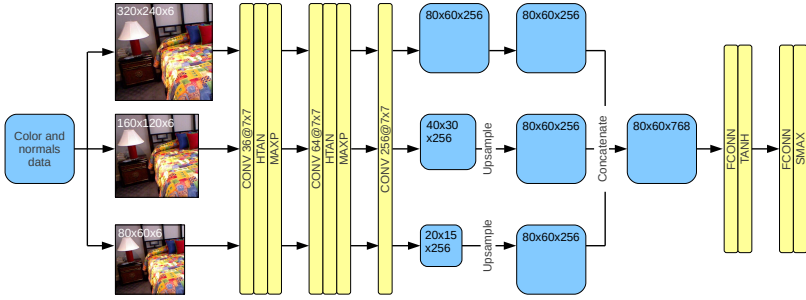 Color and
normals
data
320x240x6
160x120x6
80x60x6
CONV 36@7x7
HTAN
MAXP
CONV 64@7x7
HTAN
MAXP
CONV 256@7x7
80x60x256
80x60x256
40x30
x256
Upsample
80x60x256
20x15
x256
Upsample
80x60x256
Concatenate
80x60x768
FCONN
TANH
FCONN
SMAX